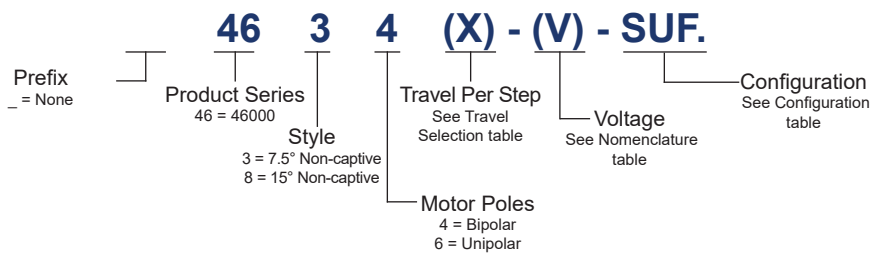 46 3 4 (X) - (V) - SUF.
Prefix
_ = None
Product Series
46 = 46000
Style
3 = 7.5° Non-captive
8 = 15° Non-captive
Motor Poles
4 = Bipolar
6 = Unipolar
Travel Per Step
See Travel
Selection table
Voltage
See Nomenclature
table
Configuration
See Configuration
table